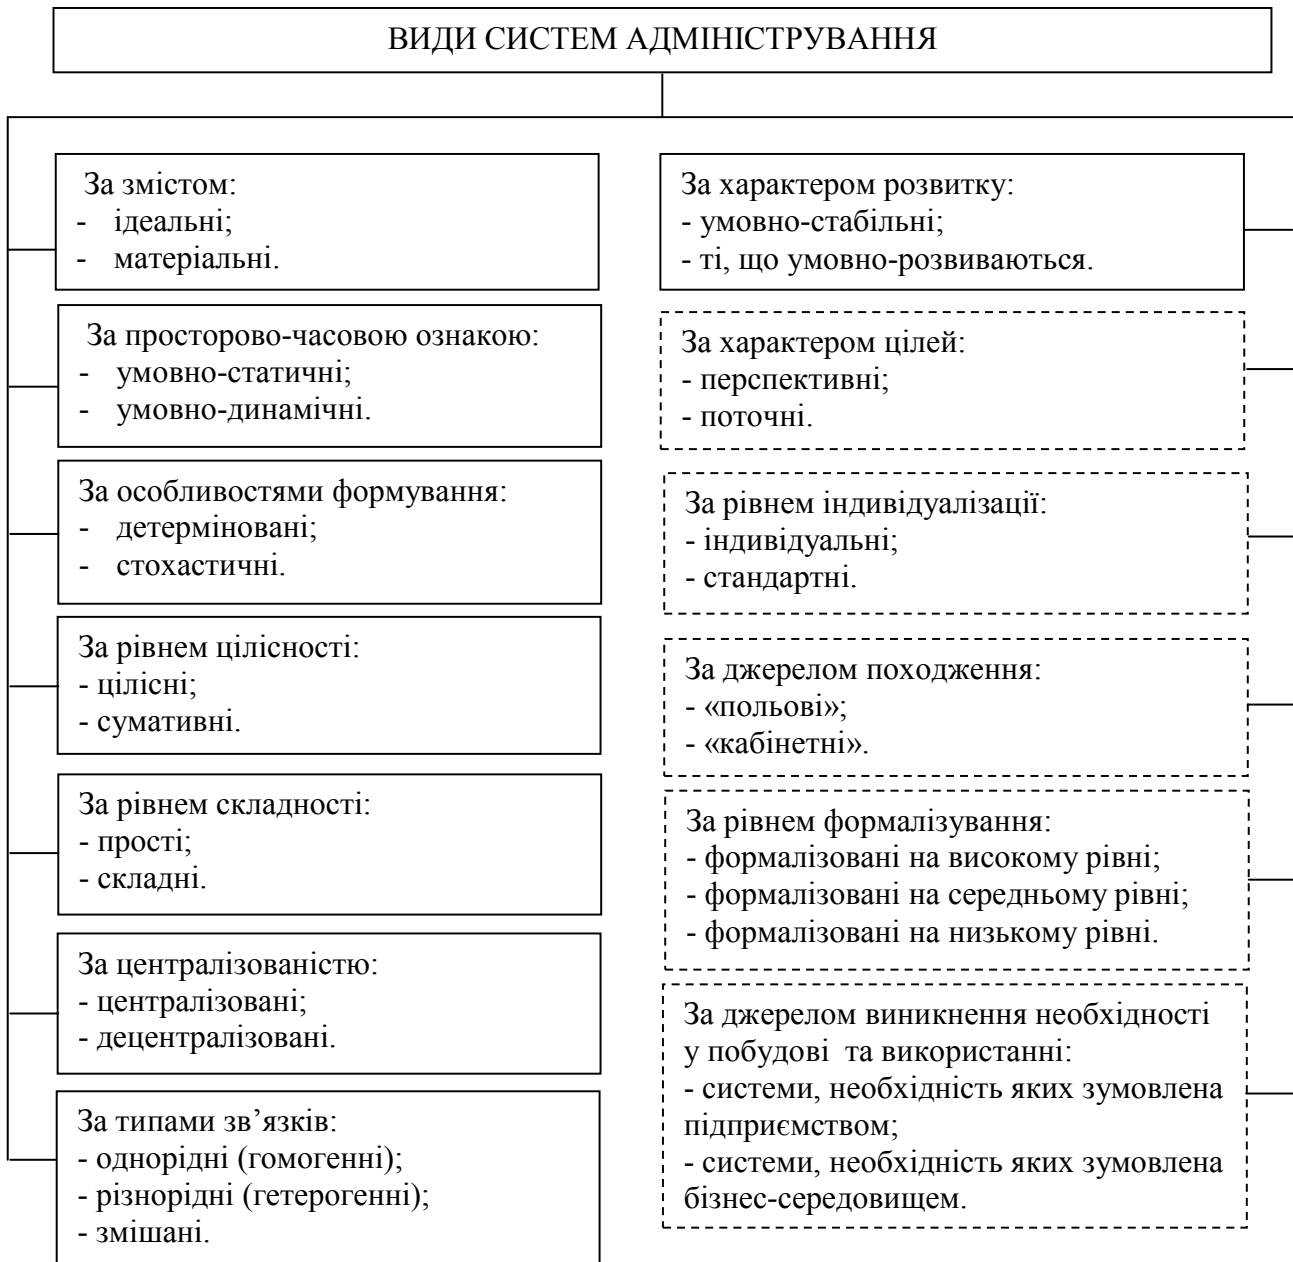 ВИДИ СИСТЕМ АДМІНІСТРУВАННЯ
За змістом:
- ідеальні;
- матеріальні.
За просторово-часовою ознакою:
- умовно-статичні;
- умовно-динамічні.
За особливостями формування:
- детерміновані;
- стохастичні.
За рівнем цілісності:
- цілісні;
- сумативні.
За рівнем складності:
- прості;
- складні.
За централізованістю:
- централізовані;
- децентралізовані.
За типами зв’язків:
- однорідні (гомогенні);
- різнорідні (гетерогенні);
- змішані.
За характером розвитку:
- умовно-стабільні;
- ті, що умовно-розвиваються.
За характером цілей:
- перспективні;
- поточні.
За рівнем індивідуалізації:
- індивідуальні;
- стандартні.
За джерелом походження:
- «польові»;
- «кабінетні».
За рівнем формалізування:
- формалізовані на високому рівні;
- формалізовані на середньому рівні;
- формалізовані на низькому рівні.
За джерелом виникнення необхідності
у побудові та використанні:
- системи, необхідність яких зумовлена
підприємством;
- системи, необхідність яких зумовлена
бізнес-середовищем.